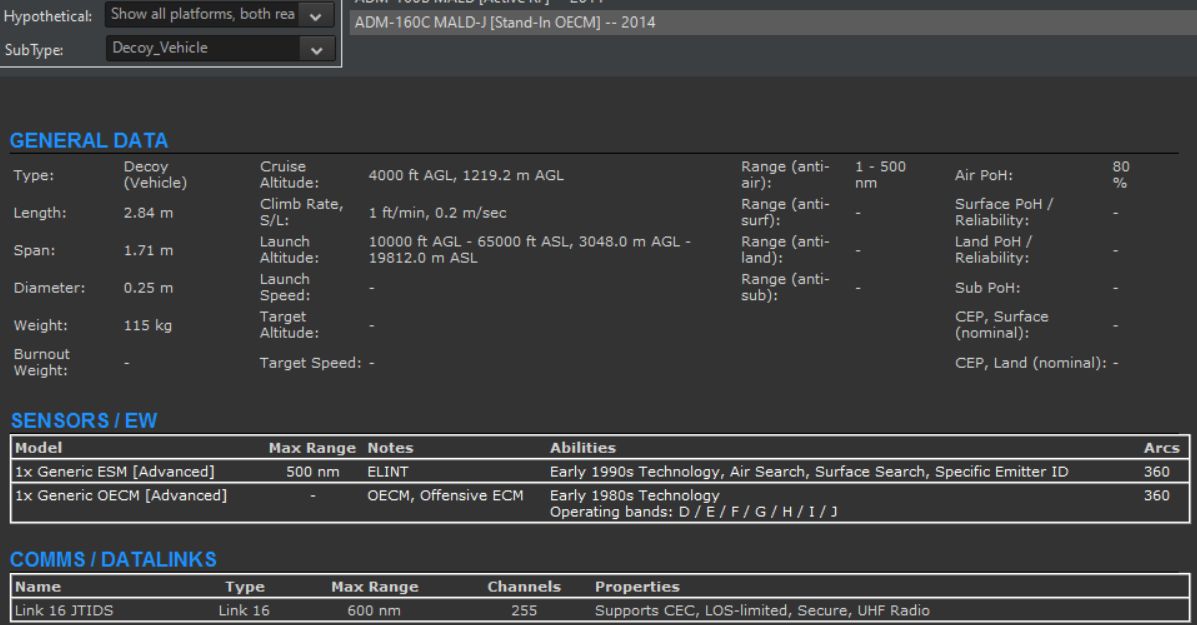 ADM-160B MALD [Active RF] -- 2014
Hypothetical: Show all platforms, both rea
ADM-160C MALD-J [Stand-In OECM] -- 2014
SubType: Decoy_Vehicle
GENERAL DATA
Type: Decoy (Vehicle) Cruise Altitude: 4000 ft AGL, 1219.2 m AGL Range (anti-air): 1 - 500 nm Air PoH: 80 %
Length: 2.84 m Climb Rate, S/L: 1 ft/min, 0.2 m/sec Range (anti-surf): - Surface PoH / Reliability: -
Span: 1.71 m Launch Altitude: 10000 ft AGL - 65000 ft ASL, 3048.0 m AGL - 19812.0 m ASL Range (anti-land): - Land PoH / Reliability: -
Diameter: 0.25 m Launch Speed: - Range (anti-sub): - Sub PoH: -
Weight: 115 kg Target Altitude: - CEP, Surface (nominal): -
Burnout Weight: - Target Speed: - CEP, Land (nominal): -
SENSORS / EW
Model Max Range Notes Abilities Arcs
1x Generic ESM [Advanced] 500 nm ELINT Early 1990s Technology, Air Search, Surface Search, Specific Emitter ID 360
1x Generic OECM [Advanced] - OECM, Offensive ECM Early 1980s Technology 360
Operating bands: D / E / F / G / H / I / J
COMMS / DATALINKS
Name Type Max Range Channels Properties
Link 16 JTIDS Link 16 600 nm 255 Supports CEC, LOS-limited, Secure, UHF Radio